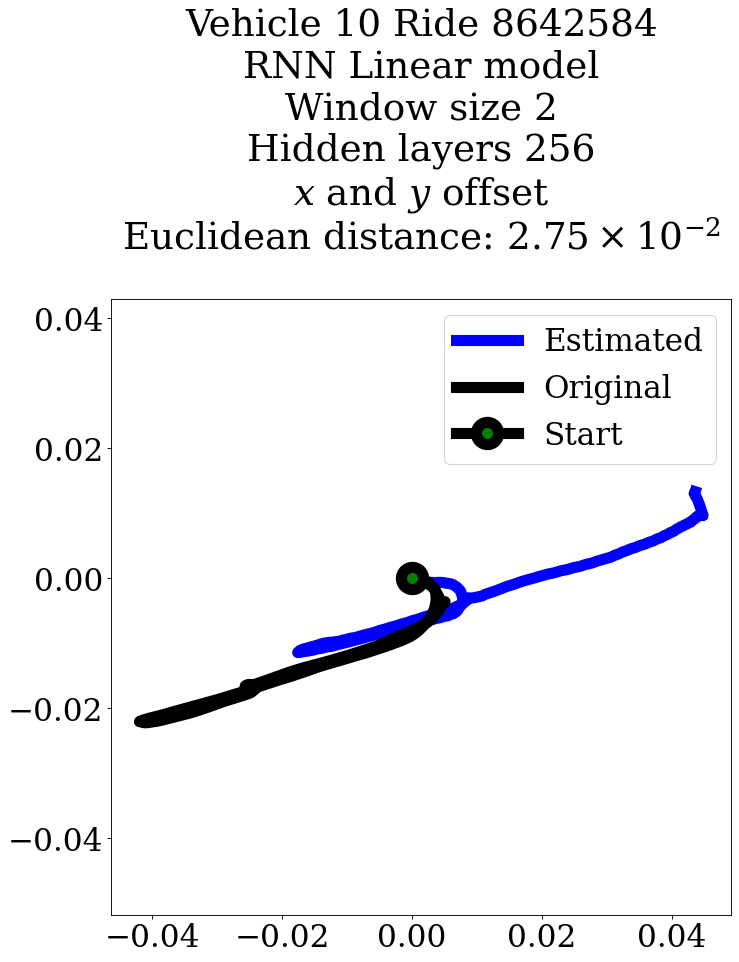 Vehicle 10 Ride 8642584
RNN Linear model
Window size 2
Hidden layers 256
x and y offset
Euclidean distance: 2.75 × 10⁻²
Estimated
Original
Start
0.04
0.02
0.00
−0.02
−0.04
−0.04 −0.02 0.00 0.02 0.04